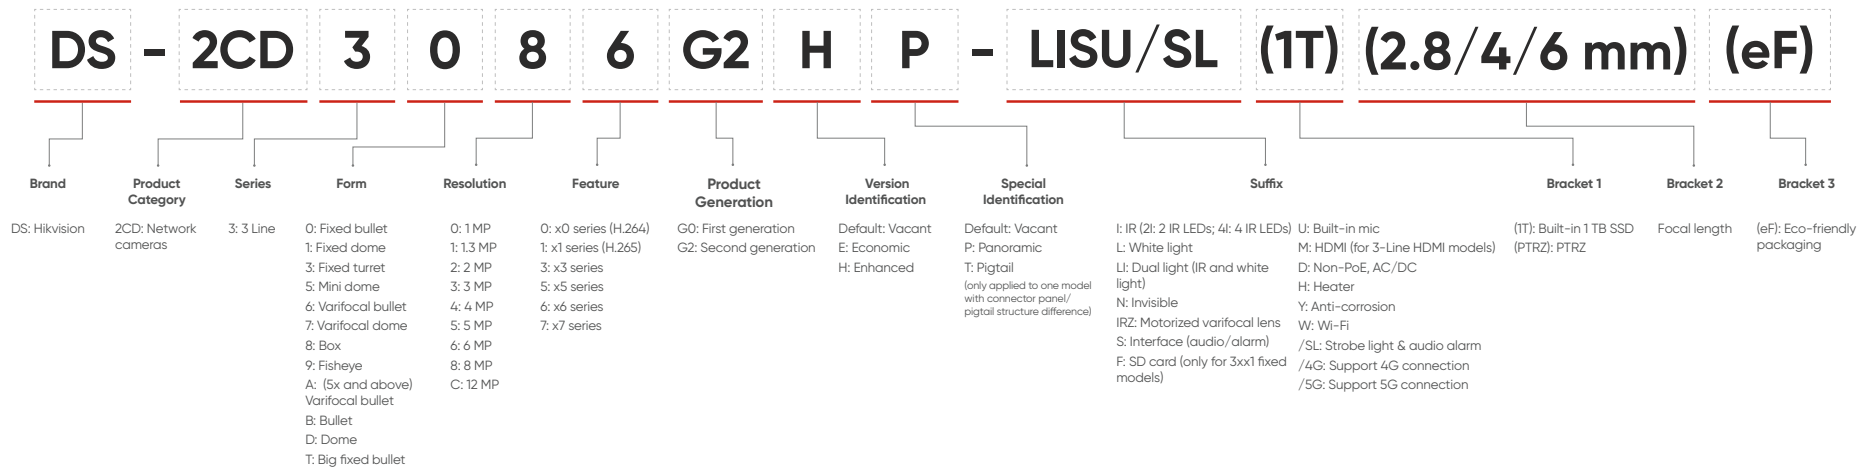 DS - 2CD 3 0 8 6 G2 H P - LISU/SL (1T) (2.8/4/6 mm) (eF)
Brand
DS: Hikvision
Product
Category
2CD: Network
cameras
Series
3: 3 Line
Form
0: Fixed bullet
1: Fixed dome
3: Fixed turret
5: Mini dome
6: Varifocal bullet
7: Varifocal dome
8: Box
9: Fisheye
A: (5x and above)
Varifocal bullet
B: Bullet
D: Dome
T: Big fixed bullet
Resolution
0: 1 MP
1: 1.3 MP
2: 2 MP
3: 3 MP
4: 4 MP
5: 5 MP
6: 6 MP
8: 8 MP
C: 12 MP
Feature
0: x0 series (H.264)
1: x1 series (H.265)
3: x3 series
5: x5 series
6: x6 series
7: x7 series
Product
Generation
G0: First generation
G2: Second generation
Version
Identification
Default: Vacant
E: Economic
H: Enhanced
Special
Identification
Default: Vacant
P: Panoramic
T: Pigtail
(only applied to one model
with connector panel/
pigtail structure difference)
Suffix
I: IR (2I: 2 IR LEDs; 4I: 4 IR LEDs)
L: White light
LI: Dual light (IR and white
light)
N: Invisible
IRZ: Motorized varifocal lens
S: Interface (audio/alarm)
F: SD card (only for 3xx1 fixed
models)
U: Built-in mic
M: HDMI (for 3-Line HDMI models)
D: Non-PoE, AC/DC
H: Heater
Y: Anti-corrosion
W: Wi-Fi
/SL: Strobe light & audio alarm
/4G: Support 4G connection
/5G: Support 5G connection
Bracket 1
(1T): Built-in 1 TB SSD
(PTRZ): PTRZ
Bracket 2
Focal length
Bracket 3
(eF): Eco-friendly
packaging